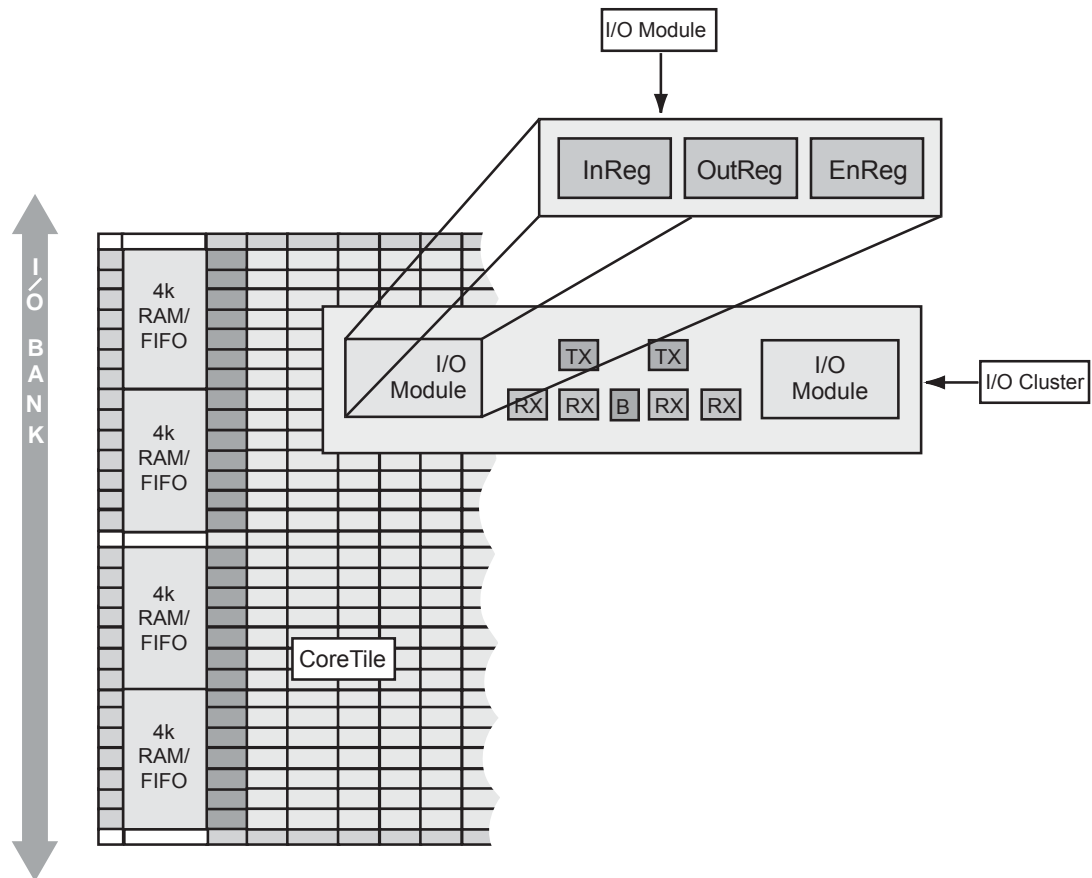 I/O Module
InReg
OutReg
EnReg
I/O BANK
4k
RAM/
FIFO
I/O
Module
TX
TX
RX
RX
B
RX
RX
I/O
Module
I/O Cluster
4k
RAM/
FIFO
4k
RAM/
FIFO
CoreTile
4k
RAM/
FIFO